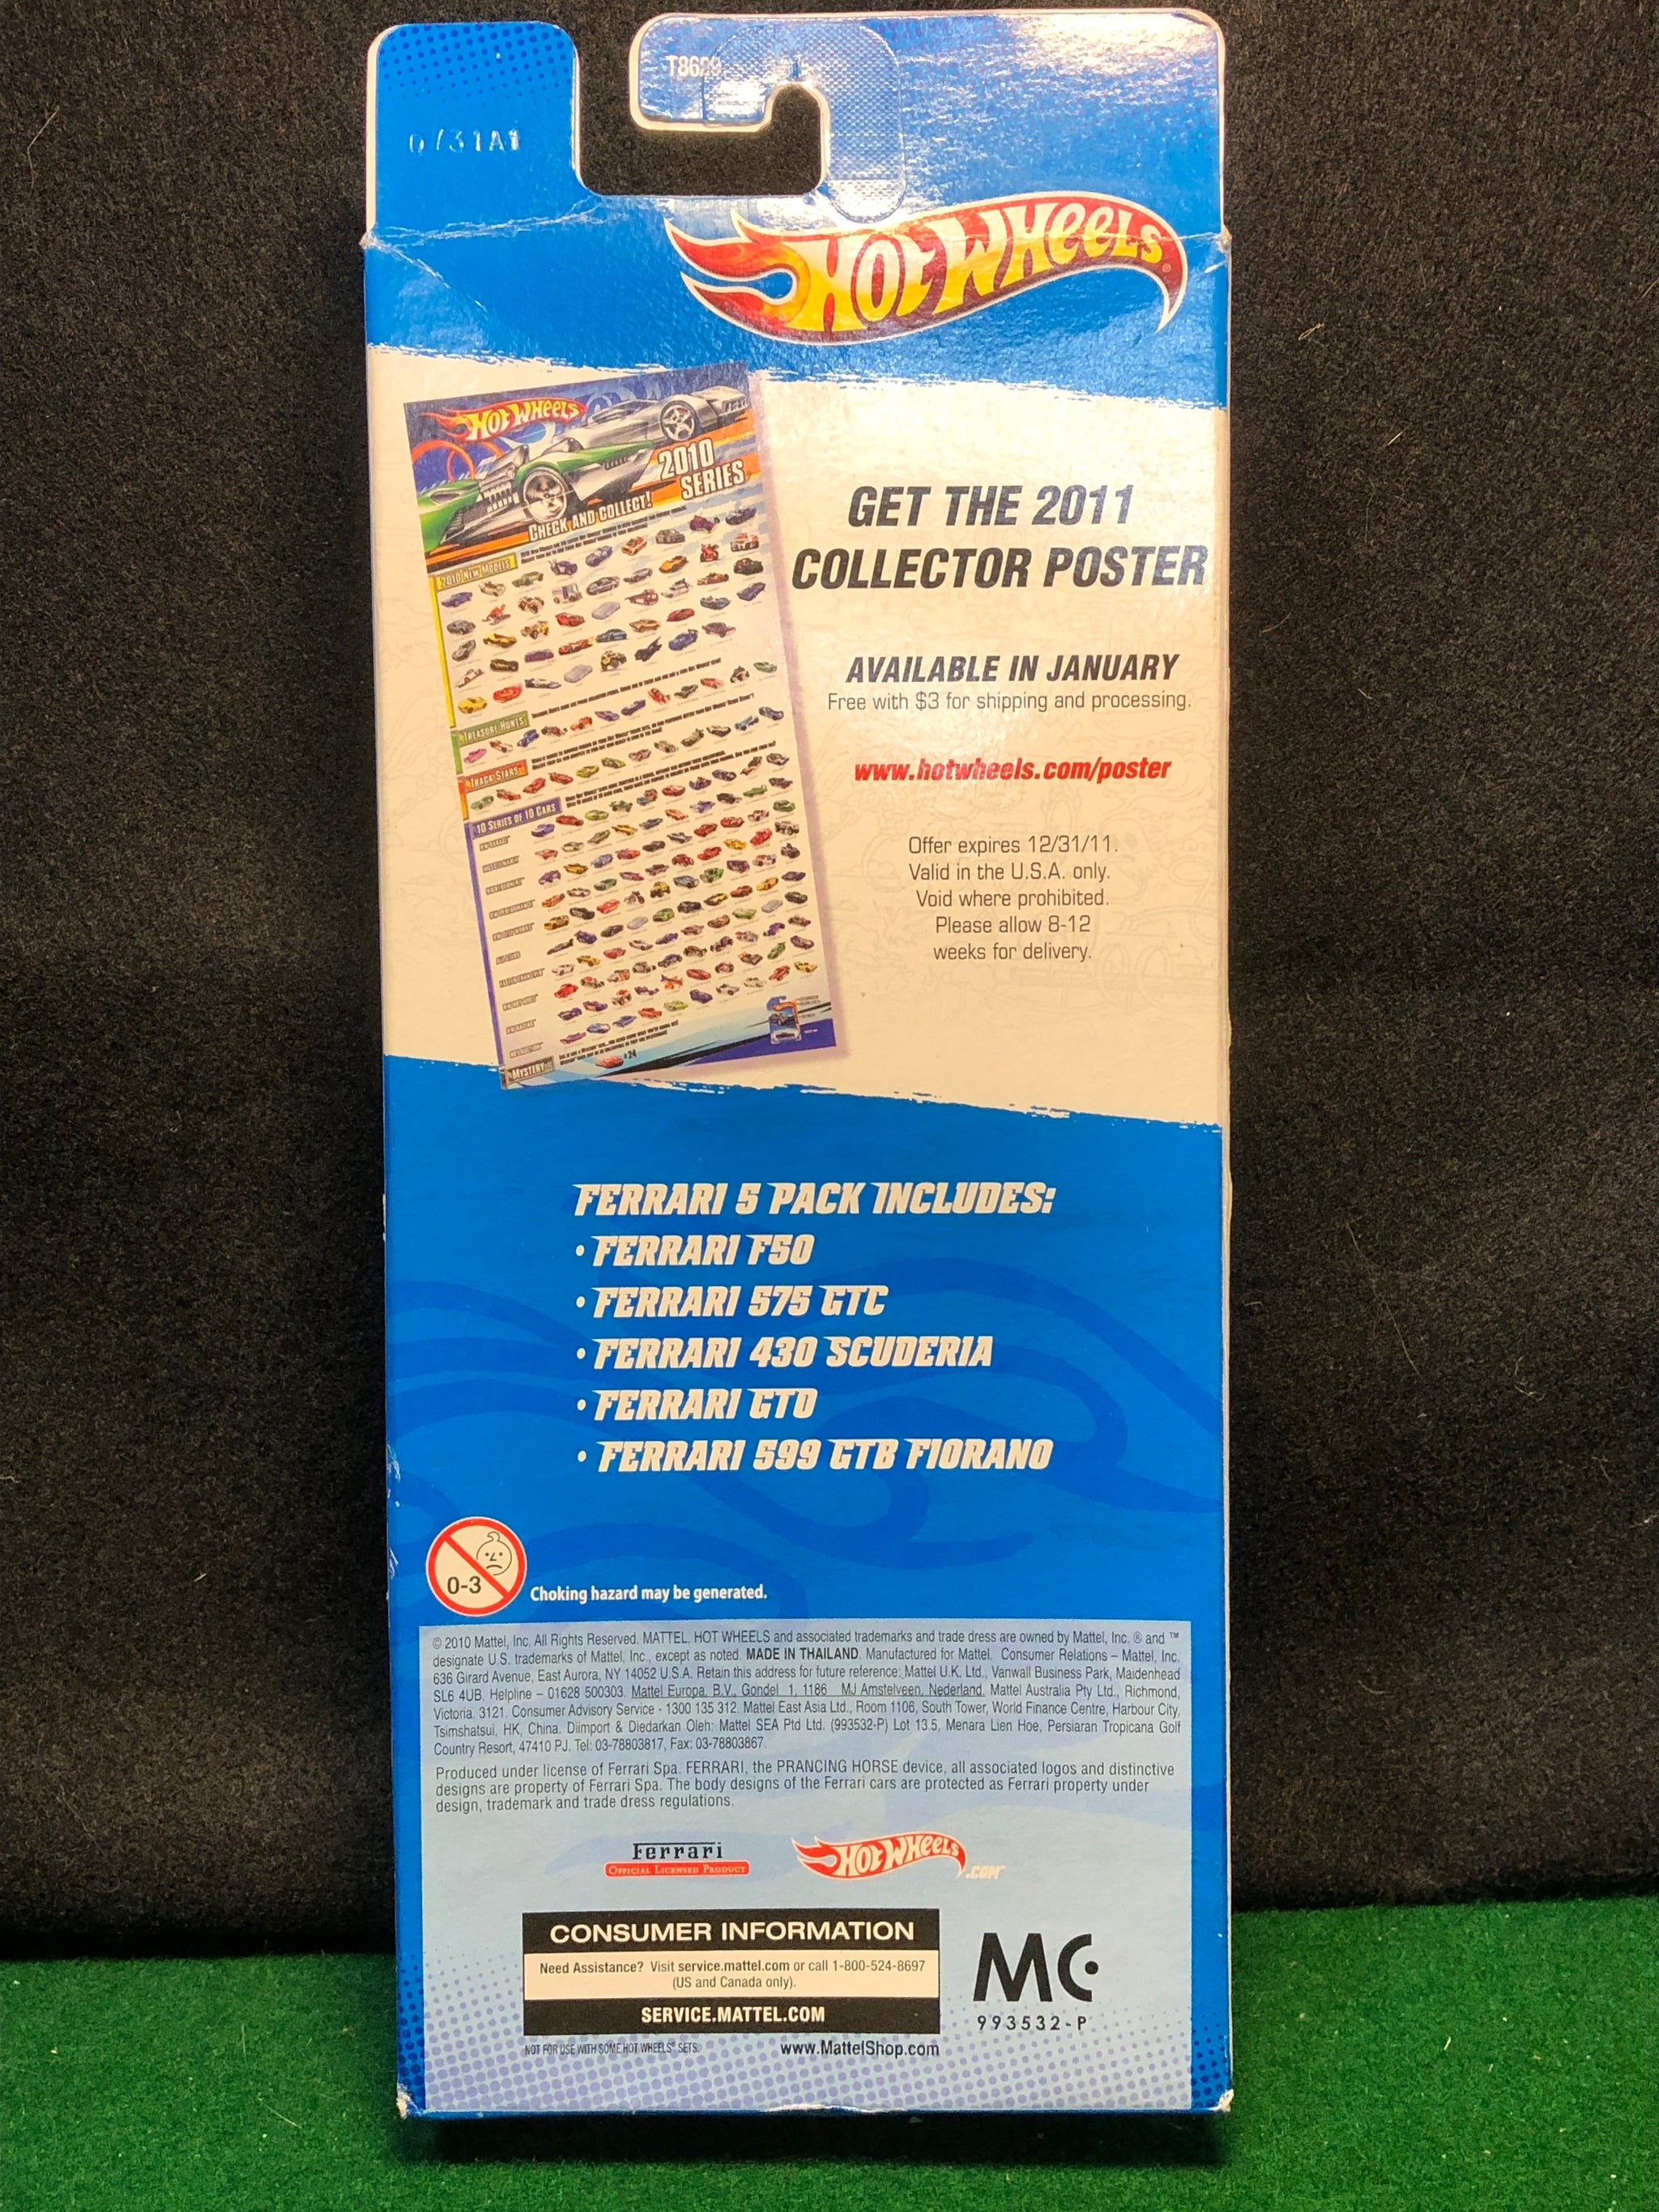 HOT WHEELS
HOT WHEELS
2010
SERIES
CHECK AND COLLECT!
2010 NEW MODELS
TREASURE HUNTS
TRACK STARS
10 SERIES OF 10 CARS
MYSTERY
GET THE 2011
COLLECTOR POSTER
AVAILABLE IN JANUARY
Free with $3 for shipping and processing.
www.hotwheels.com/poster
Offer expires 12/31/11.
Valid in the U.S.A. only.
Void where prohibited.
Please allow 8-12
weeks for delivery.
FERRARI 5 PACK INCLUDES:
• FERRARI F50
• FERRARI 575 GTC
• FERRARI 430 SCUDERIA
• FERRARI GTO
• FERRARI 599 GTB FIORANO
0-3
Choking hazard may be generated.
© 2010 Mattel, Inc. All Rights Reserved. MATTEL, HOT WHEELS and associated trademarks and trade dress are owned by Mattel, Inc. ® and ™
designate U.S. trademarks of Mattel, Inc., except as noted. MADE IN THAILAND. Manufactured for Mattel. Consumer Relations – Mattel, Inc.
636 Girard Avenue, East Aurora, NY 14052 U.S.A. Retain this address for future reference: Mattel U.K. Ltd., Vanwall Business Park, Maidenhead
SL6 4UB. Helpline – 01628 500303. Mattel Europa, B.V., Gondel 1, 1186 MJ Amstelveen, Nederland. Mattel Australia Pty Ltd., Richmond,
Victoria. 3121. Consumer Advisory Service - 1300 135 312. Mattel East Asia Ltd., Room 1106, South Tower, World Finance Centre, Harbour City,
Tsimshatsui, HK, China. Diimport & Diedarkan Oleh: Mattel SEA Ptd Ltd. (993532-P) Lot 13.5, Menara Lien Hoe, Persiaran Tropicana Golf
Country Resort, 47410 PJ. Tel: 03-78803817, Fax: 03-78803867.
Produced under license of Ferrari Spa. FERRARI, the PRANCING HORSE device, all associated logos and distinctive
designs are property of Ferrari Spa. The body designs of the Ferrari cars are protected as Ferrari property under
design, trademark and trade dress regulations.
Ferrari
OFFICIAL LICENSED PRODUCT
HOT WHEELS.COM™
CONSUMER INFORMATION
Need Assistance? Visit service.mattel.com or call 1-800-524-8697
(US and Canada only).
SERVICE.MATTEL.COM
MC
993532-P
NOT FOR USE WITH SOME HOT WHEELS® SETS.
www.MattelShop.com